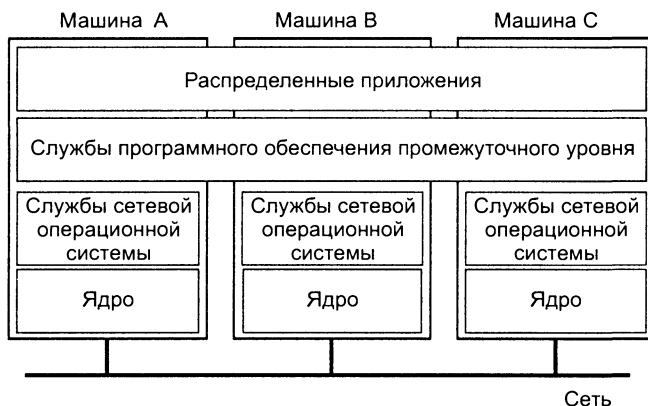 Машина A
Машина B
Машина C
Распределенные приложения
Службы программного обеспечения промежуточного уровня
Службы сетевой
операционной
системы
Службы сетевой
операционной
системы
Службы сетевой
операционной
системы
Ядро
Ядро
Ядро
Сеть